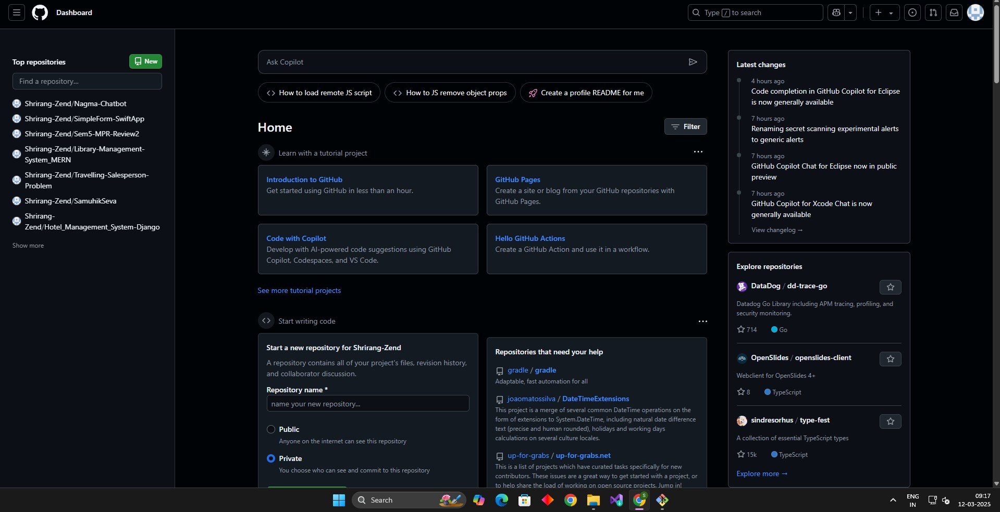 Dashboard
Type / to search
Top repositories
New
Find a repository...
Shrirang-Zend/Nagma-Chatbot
Shrirang-Zend/SimpleForm-SwiftApp
Shrirang-Zend/Sem5-MPR-Review2
Shrirang-Zend/Library-Management-
System_MERN
Shrirang-Zend/Travelling-Salesperson-
Problem
Shrirang-Zend/SamuhikSeva
Shrirang-
Zend/Hotel_Management_System-Django
Show more
Ask Copilot
How to load remote JS script
How to JS remove object props
Create a profile README for me
Home
Filter
Learn with a tutorial project
Introduction to GitHub
Get started using GitHub in less than an hour.
GitHub Pages
Create a site or blog from your GitHub repositories with
GitHub Pages.
Code with Copilot
Develop with AI-powered code suggestions using GitHub
Copilot, Codespaces, and VS Code.
Hello GitHub Actions
Create a GitHub Action and use it in a workflow.
See more tutorial projects
Start writing code
Start a new repository for Shrirang-Zend
A repository contains all of your project's files, revision history,
and collaborator discussion.
Repository name *
name your new repository...
Public
Anyone on the internet can see this repository
Private
You choose who can see and commit to this repository
Repositories that need your help
gradle / gradle
Adaptable, fast automation for all
joaomatossilva / DateTimeExtensions
This project is a merge of several common DateTime operations on the
form of extensions to System.DateTime, including natural date difference
text (precise and human rounded), holidays and working days
calculations on several culture locales.
up-for-grabs / up-for-grabs.net
This is a list of projects which have curated tasks specifically for new
contributors. These issues are a great way to get started with a project, or
to help share the load of working on open source projects. Jump in!
Latest changes
4 hours ago
Code completion in GitHub Copilot for Eclipse
is now generally available
7 hours ago
Renaming secret scanning experimental alerts
to generic alerts
7 hours ago
GitHub Copilot Chat for Eclipse now in public
preview
7 hours ago
GitHub Copilot for Xcode Chat is now
generally available
View changelog →
Explore repositories
DataDog / dd-trace-go
Datadog Go Library including APM tracing, profiling, and
security monitoring.
714 Go
OpenSlides / openslides-client
Webclient for OpenSlides 4+
8 TypeScript
sindresorhus / type-fest
A collection of essential TypeScript types
15k TypeScript
Explore more →
Search
S
ENG
IN
09:17
12-03-2025